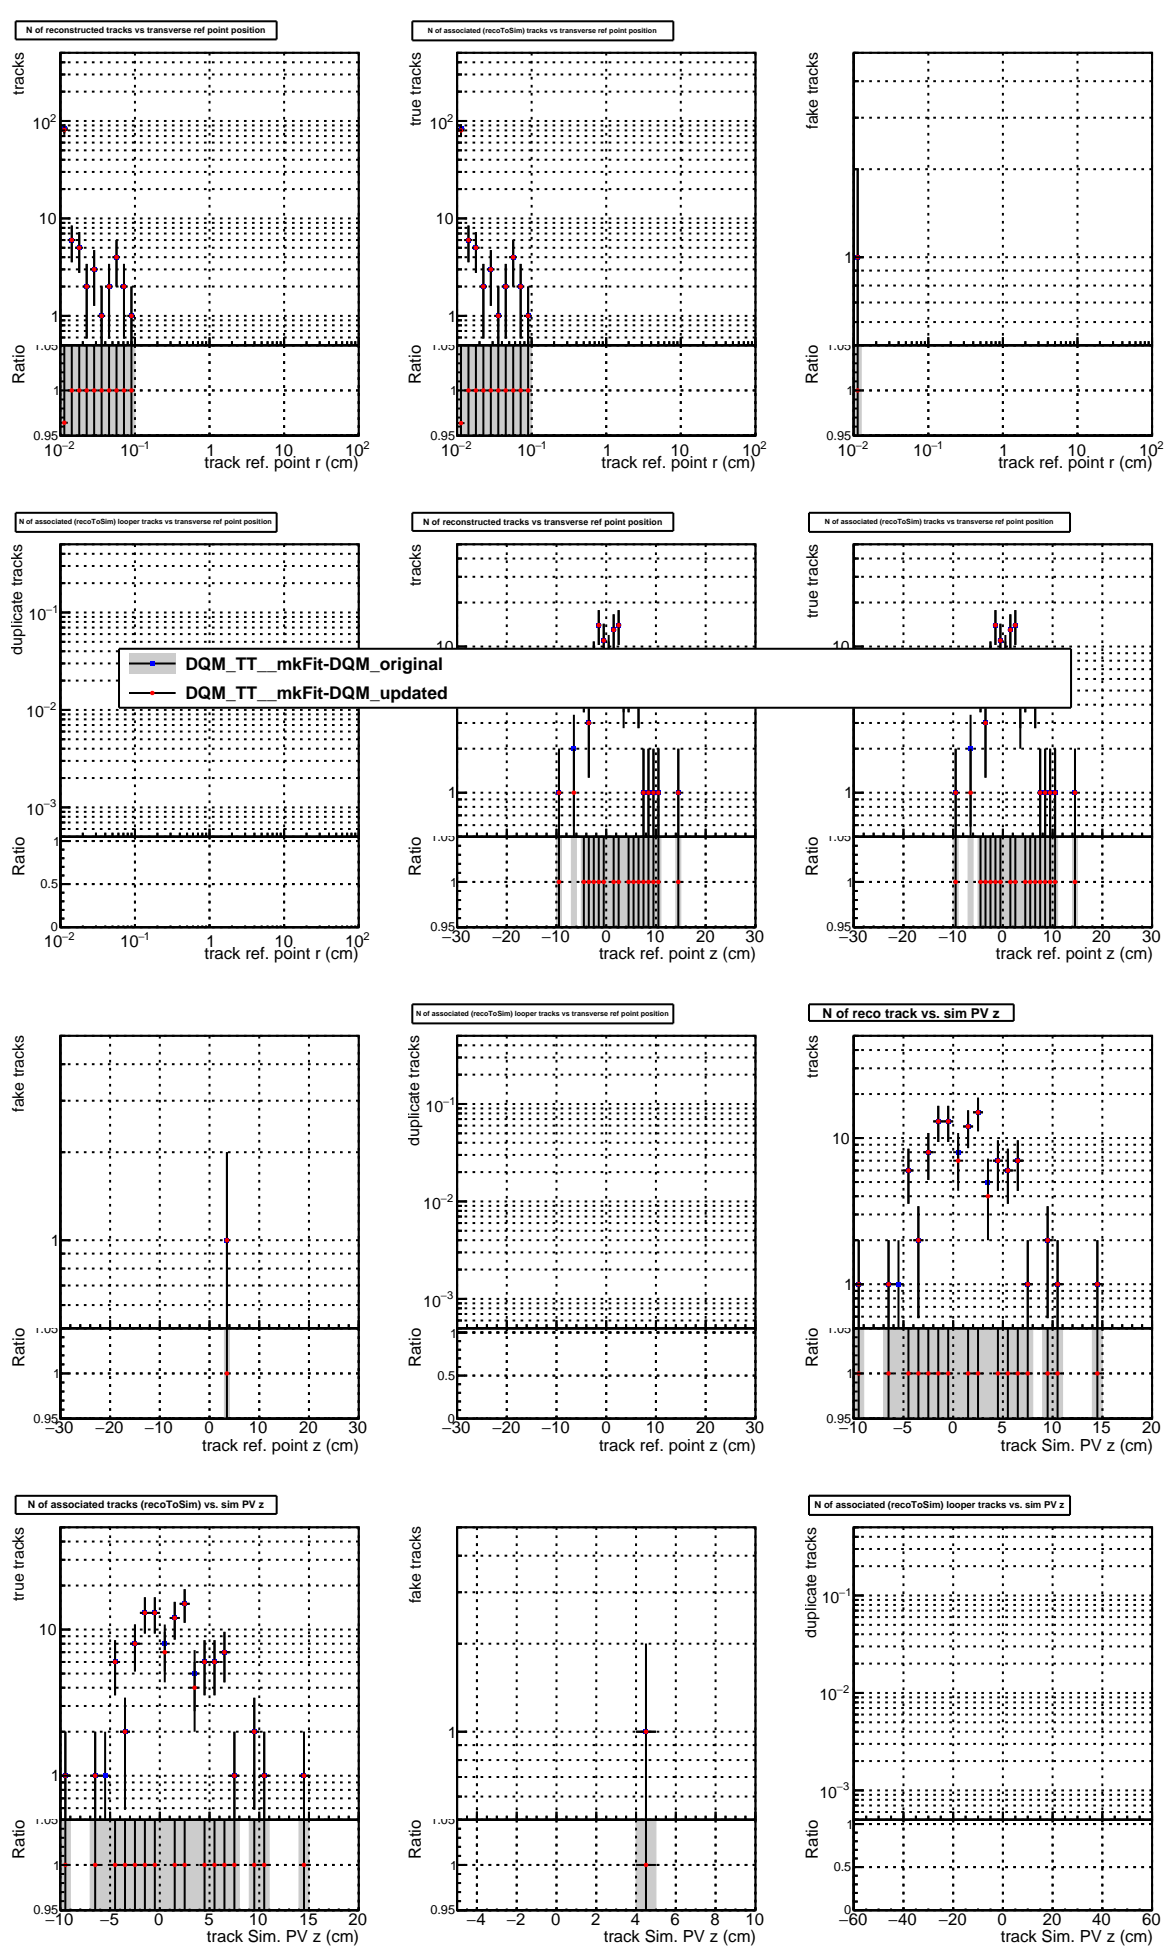 N of reconstructed tracks vs transverse ref point position
tracks
10²
10
1
Ratio
1.05
1
0.95
10−2 10−1 1 10 10²
track ref. point r (cm)
N of associated (recoToSim) tracks vs transverse ref point position
true tracks
10²
10
1
Ratio
1.05
1
0.95
10−2 10−1 1 10 10²
track ref. point r (cm)
fake tracks
1
Ratio
1.05
1
0.95
10−2 10−1 1 10 10²
track ref. point r (cm)
N of associated (recoToSim) looper tracks vs transverse ref point position
duplicate tracks
10−1
10−2
10−3
Ratio
1
0.5
0
10−2 10−1 1 10 10²
track ref. point r (cm)
N of reconstructed tracks vs transverse ref point position
tracks
10
1
Ratio
1.05
1
0.95
−30 −20 −10 0 10 20 30
track ref. point z (cm)
N of associated (recoToSim) tracks vs transverse ref point position
true tracks
10
1
Ratio
1.05
1
0.95
−30 −20 −10 0 10 20 30
track ref. point z (cm)
DQM_TT__mkFit-DQM_original
DQM_TT__mkFit-DQM_updated
fake tracks
1
Ratio
1.05
1
0.95
−30 −20 −10 0 10 20 30
track ref. point z (cm)
N of associated (recoToSim) looper tracks vs transverse ref point position
duplicate tracks
10−1
10−2
10−3
Ratio
1
0.5
0
−30 −20 −10 0 10 20 30
track ref. point z (cm)
N of reco track vs. sim PV z
tracks
10
1
Ratio
1.05
1
0.95
−10 −5 0 5 10 15 20
track Sim. PV z (cm)
N of associated tracks (recoToSim) vs. sim PV z
true tracks
10
1
Ratio
1.05
1
0.95
−10 −5 0 5 10 15 20
track Sim. PV z (cm)
fake tracks
1
Ratio
1.05
1
0.95
−4 −2 0 2 4 6 8 10
track Sim. PV z (cm)
N of associated (recoToSim) looper tracks vs. sim PV z
duplicate tracks
10−1
10−2
10−3
Ratio
1
0.5
0
−60 −40 −20 0 20 40 60
track Sim. PV z (cm)